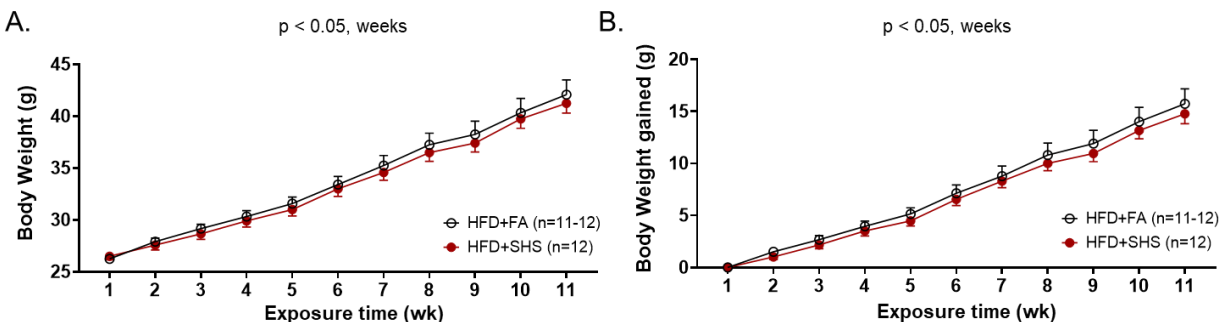 A.
p < 0.05, weeks
Body Weight (g)
45
40
35
30
25
HFD+FA (n=11-12)
HFD+SHS (n=12)
1 2 3 4 5 6 7 8 9 10 11
Exposure time (wk)
B.
p < 0.05, weeks
Body Weight gained (g)
20
15
10
5
0
HFD+FA (n=11-12)
HFD+SHS (n=12)
1 2 3 4 5 6 7 8 9 10 11
Exposure time (wk)